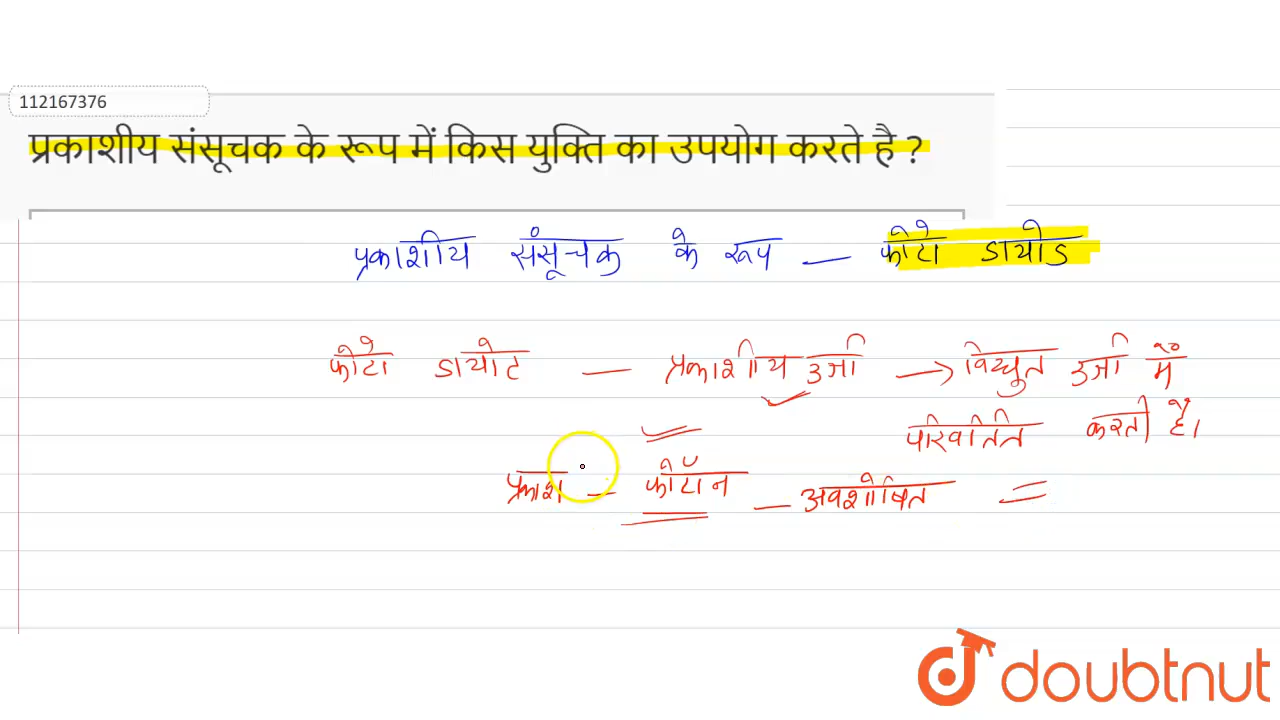 112167376
प्रकाशीय संसूचक के रूप में किस युक्ति का उपयोग करते है ?
प्रकाशीय संसूचक के रूप — फोटो डायोड
फोटो डायोट — प्रकाशीय उर्जा → विद्युत उर्जा में
परिवर्तित करती है।
प्रकाश — फोटॉन — अवशोषित =
doubtnut